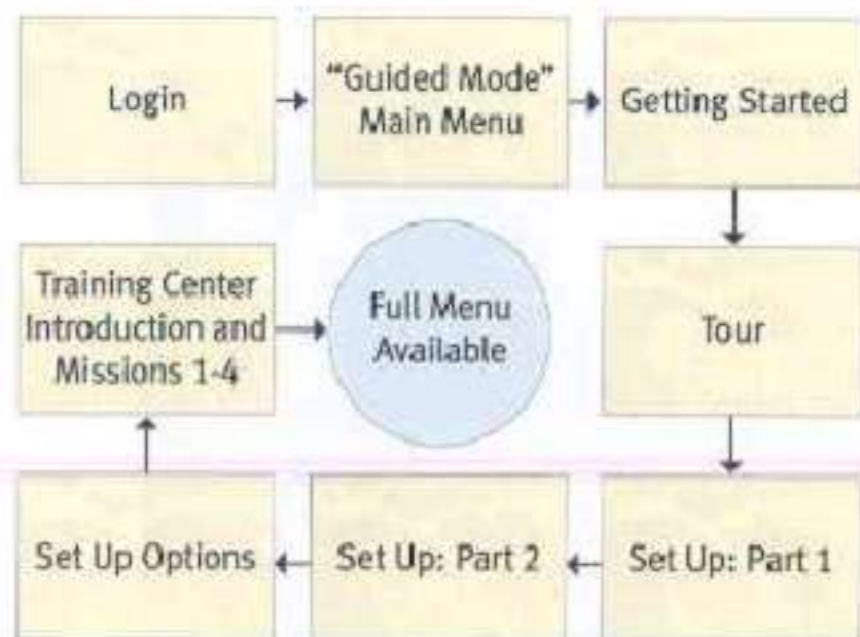 Login
“Guided Mode”
Main Menu
Getting Started
Tour
Set Up: Part 1
Set Up: Part 2
Set Up Options
Training Center
Introduction and
Missions 1-4
Full Menu
Available